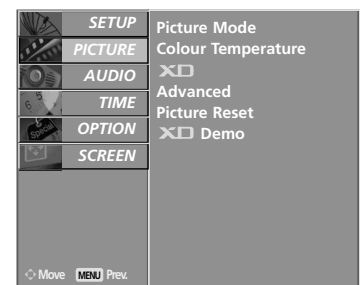 SETUP
PICTURE
AUDIO
TIME
OPTION
SCREEN
Picture Mode
Colour Temperature
XD
Advanced
Picture Reset
XD Demo
Special
Move MENU Prev.